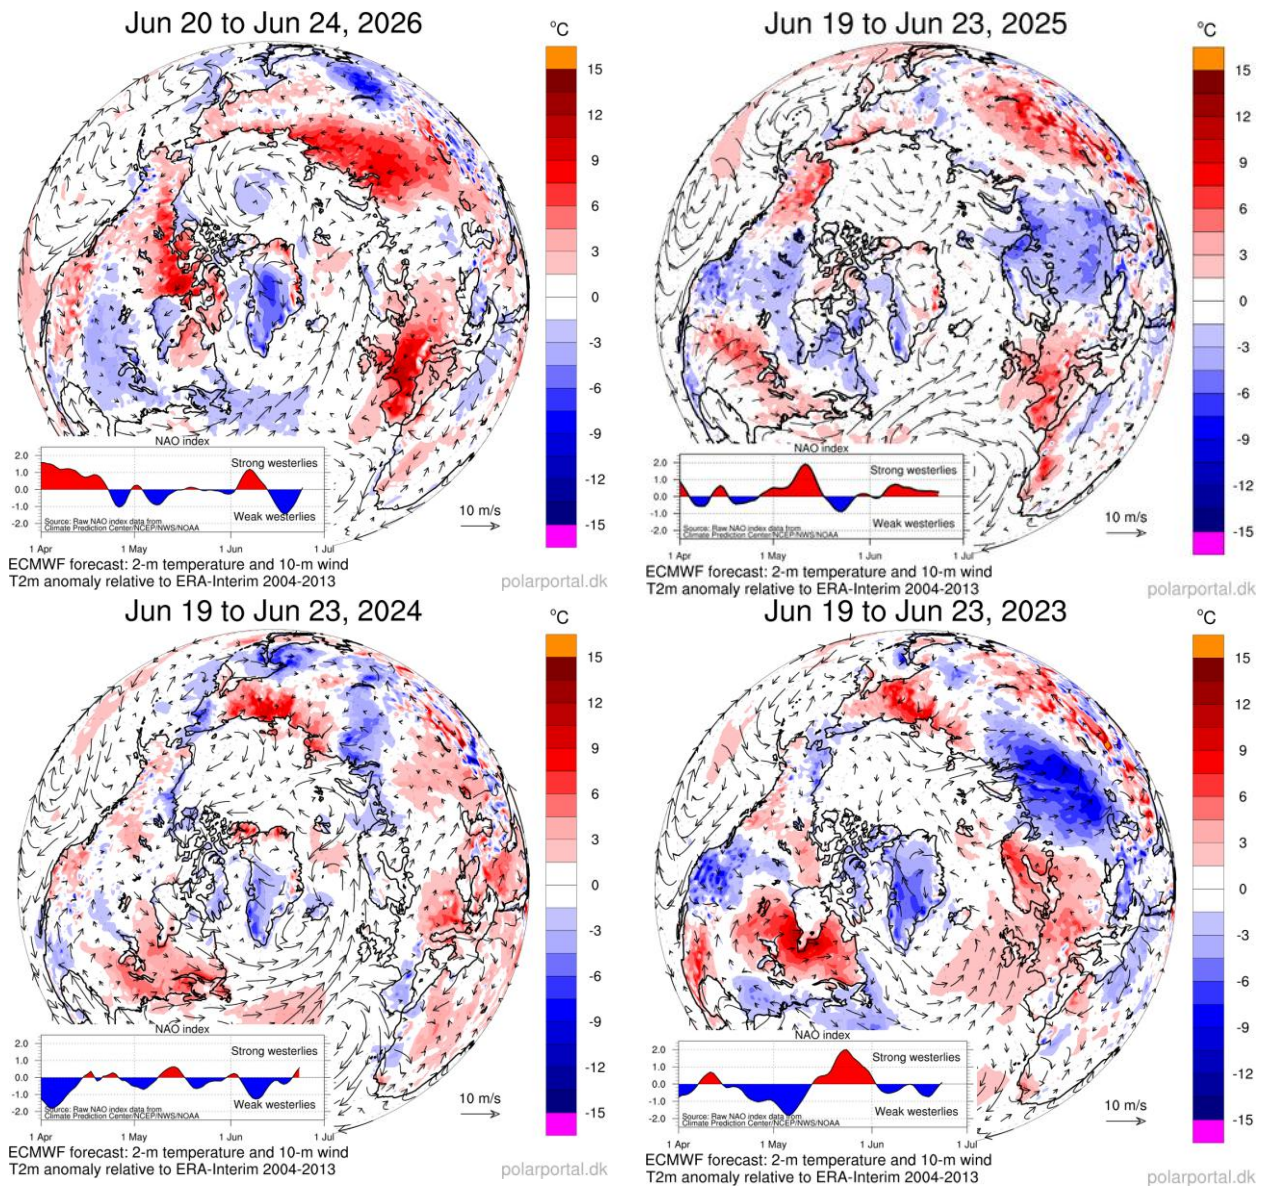 Jun 20 to Jun 24, 2026
°C
15
12
9
6
3
0
-3
-6
-9
-12
-15
NAO index
2.0
1.0
0.0
-1.0
-2.0
Strong westerlies
Weak westerlies
Source: Raw NAO index data from
Climate Prediction Center/NCEP/NWS/NOAA
1 Apr 1 May 1 Jun 1 Jul
10 m/s
ECMWF forecast: 2-m temperature and 10-m wind
T2m anomaly relative to ERA-Interim 2004-2013
polarportal.dk
Jun 19 to Jun 23, 2025
°C
15
12
9
6
3
0
-3
-6
-9
-12
-15
NAO index
2.0
1.0
0.0
-1.0
-2.0
Strong westerlies
Weak westerlies
Source: Raw NAO index data from
Climate Prediction Center/NCEP/NWS/NOAA
1 Apr 1 May 1 Jun 1 Jul
10 m/s
ECMWF forecast: 2-m temperature and 10-m wind
T2m anomaly relative to ERA-Interim 2004-2013
polarportal.dk
Jun 19 to Jun 23, 2024
°C
15
12
9
6
3
0
-3
-6
-9
-12
-15
NAO index
2.0
1.0
0.0
-1.0
-2.0
Strong westerlies
Weak westerlies
Source: Raw NAO index data from
Climate Prediction Center/NCEP/NWS/NOAA
1 Apr 1 May 1 Jun 1 Jul
10 m/s
ECMWF forecast: 2-m temperature and 10-m wind
T2m anomaly relative to ERA-Interim 2004-2013
polarportal.dk
Jun 19 to Jun 23, 2023
°C
15
12
9
6
3
0
-3
-6
-9
-12
-15
NAO index
2.0
1.0
0.0
-1.0
-2.0
Strong westerlies
Weak westerlies
Source: Raw NAO index data from
Climate Prediction Center/NCEP/NWS/NOAA
1 Apr 1 May 1 Jun 1 Jul
10 m/s
ECMWF forecast: 2-m temperature and 10-m wind
T2m anomaly relative to ERA-Interim 2004-2013
polarportal.dk